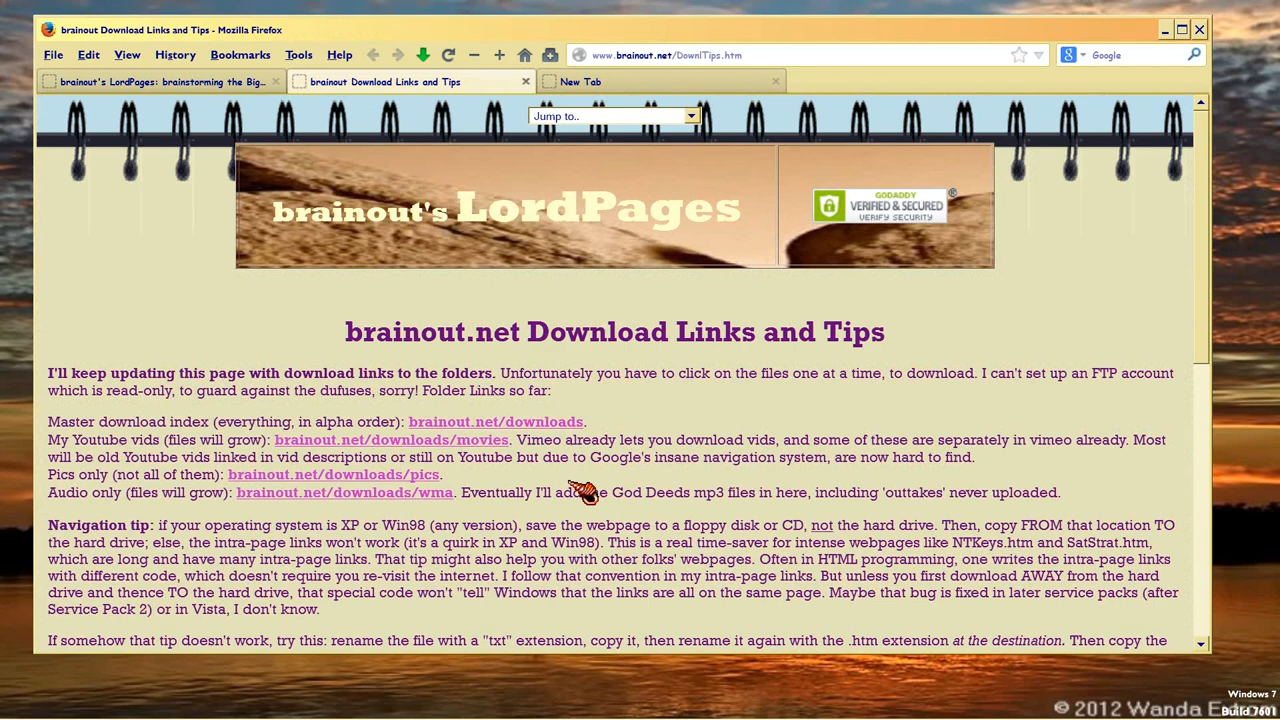 brainout Download Links and Tips - Mozilla Firefox
File Edit View History Bookmarks Tools Help
www.brainout.net/DownlTips.htm
Google
brainout's LordPages: brainstorming the Big...
brainout Download Links and Tips
New Tab
Jump to..
brainout's LordPages
GODADDY
VERIFIED & SECURED
VERIFY SECURITY
®
brainout.net Download Links and Tips
I'll keep updating this page with download links to the folders. Unfortunately you have to click on the files one at a time, to download. I can't set up an FTP account
which is read-only, to guard against the dufuses, sorry! Folder Links so far:
Master download index (everything, in alpha order): brainout.net/downloads.
My Youtube vids (files will grow): brainout.net/downloads/movies. Vimeo already lets you download vids, and some of these are separately in vimeo already. Most
will be old Youtube vids linked in vid descriptions or still on Youtube but due to Google's insane navigation system, are now hard to find.
Pics only (not all of them): brainout.net/downloads/pics.
Audio only (files will grow): brainout.net/downloads/wma. Eventually I'll God Deeds mp3 files in here, including 'outtakes' never uploaded.
Navigation tip: if your operating system is XP or Win98 (any version), save the webpage to a floppy disk or CD, not the hard drive. Then, copy FROM that location TO
the hard drive; else, the intra-page links won't work (it's a quirk in XP and Win98). This is a real time-saver for intense webpages like NTKeys.htm and SatStrat.htm,
which are long and have many intra-page links. That tip might also help you with other folks' webpages. Often in HTML programming, one writes the intra-page links
with different code, which doesn't require you re-visit the internet. I follow that convention in my intra-page links. But unless you first download AWAY from the hard
drive and thence TO the hard drive, that special code won't "tell" Windows that the links are all on the same page. Maybe that bug is fixed in later service packs (after
Service Pack 2) or in Vista, I don't know.
If somehow that tip doesn't work, try this: rename the file with a "txt" extension, copy it, then rename it again with the .htm extension at the destination. Then copy the
Windows 7
© 2012 Wanda
Build 7601